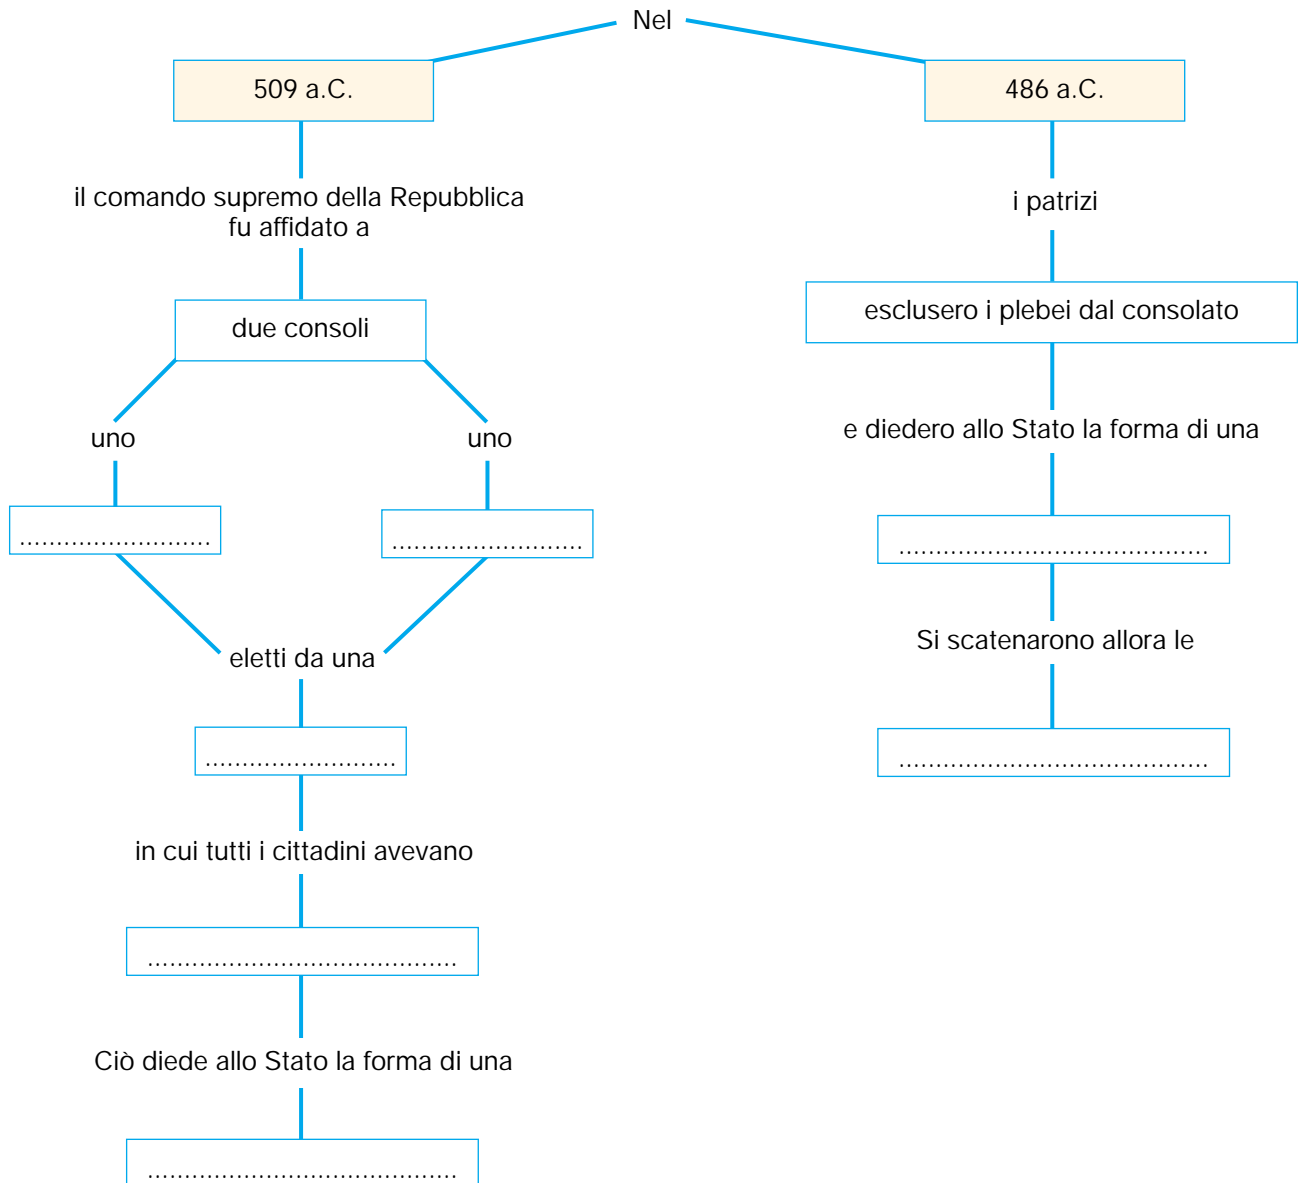 Nel
509 a.C.
il comando supremo della Repubblica
fu affidato a
due consoli
uno
uno
..........................
..........................
eletti da una
..........................
in cui tutti i cittadini avevano
..........................................
Ciò diede allo Stato la forma di una
..........................................
486 a.C.
i patrizi
esclusero i plebei dal consolato
e diedero allo Stato la forma di una
..........................................
Si scatenarono allora le
..........................................